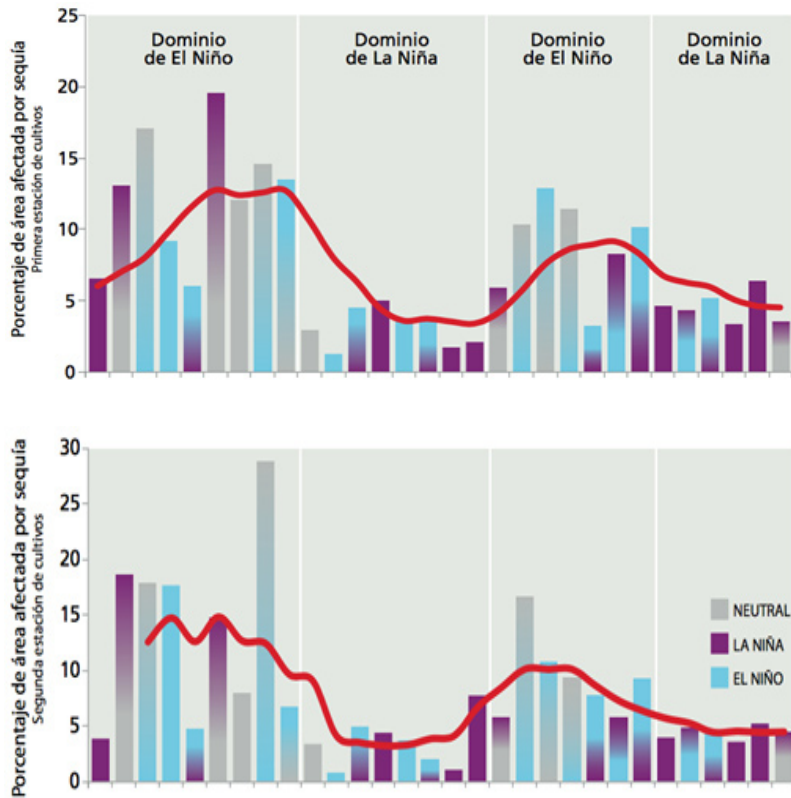 Porcentaje de área afectada por sequía
Primera estación de cultivos
25
20
15
10
5
0
Dominio
de El Niño
Dominio
de La Niña
Dominio
de El Niño
Dominio
de La Niña
Porcentaje de área afectada por sequía
Segunda estación de cultivos
30
25
20
15
10
5
0
NEUTRAL
LA NIÑA
EL NIÑO